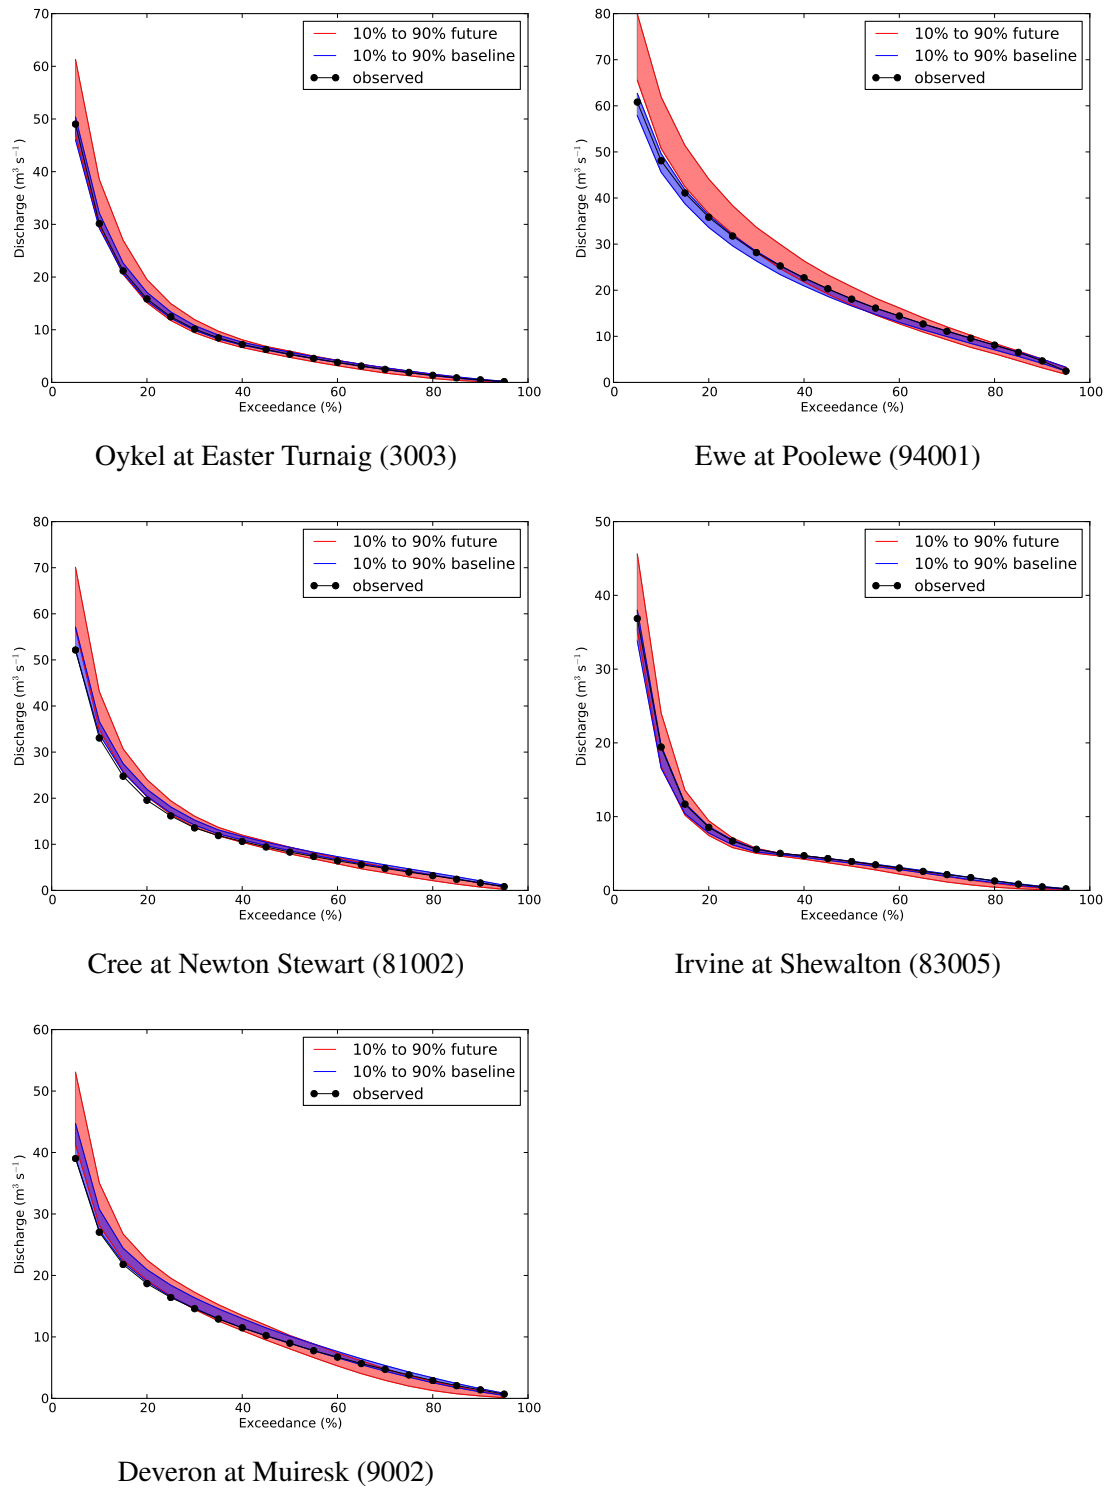 70
60
50
40
30
20
10
0
Discharge (m³ s⁻¹)
10% to 90% future
10% to 90% baseline
observed
0 20 40 60 80 100
Exceedance (%)
Oykel at Easter Turnaig (3003)
80
70
60
50
40
30
20
10
0
Discharge (m³ s⁻¹)
10% to 90% future
10% to 90% baseline
observed
0 20 40 60 80 100
Exceedance (%)
Ewe at Poolewe (94001)
80
70
60
50
40
30
20
10
0
Discharge (m³ s⁻¹)
10% to 90% future
10% to 90% baseline
observed
0 20 40 60 80 100
Exceedance (%)
Cree at Newton Stewart (81002)
50
40
30
20
10
0
Discharge (m³ s⁻¹)
10% to 90% future
10% to 90% baseline
observed
0 20 40 60 80 100
Exceedance (%)
Irvine at Shewalton (83005)
60
50
40
30
20
10
0
Discharge (m³ s⁻¹)
10% to 90% future
10% to 90% baseline
observed
0 20 40 60 80 100
Exceedance (%)
Deveron at Muiresk (9002)